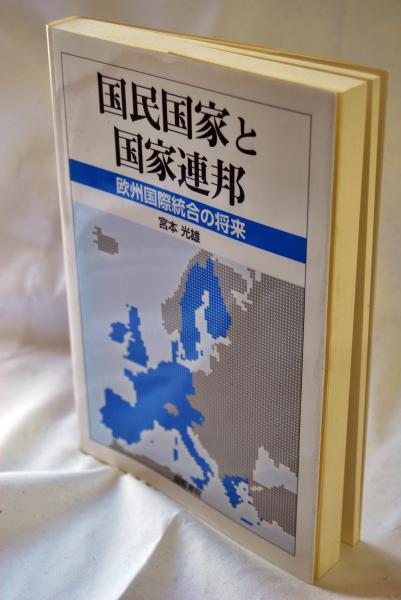 国民国家と
国家連邦
欧州国際統合の将来
宮本 光雄